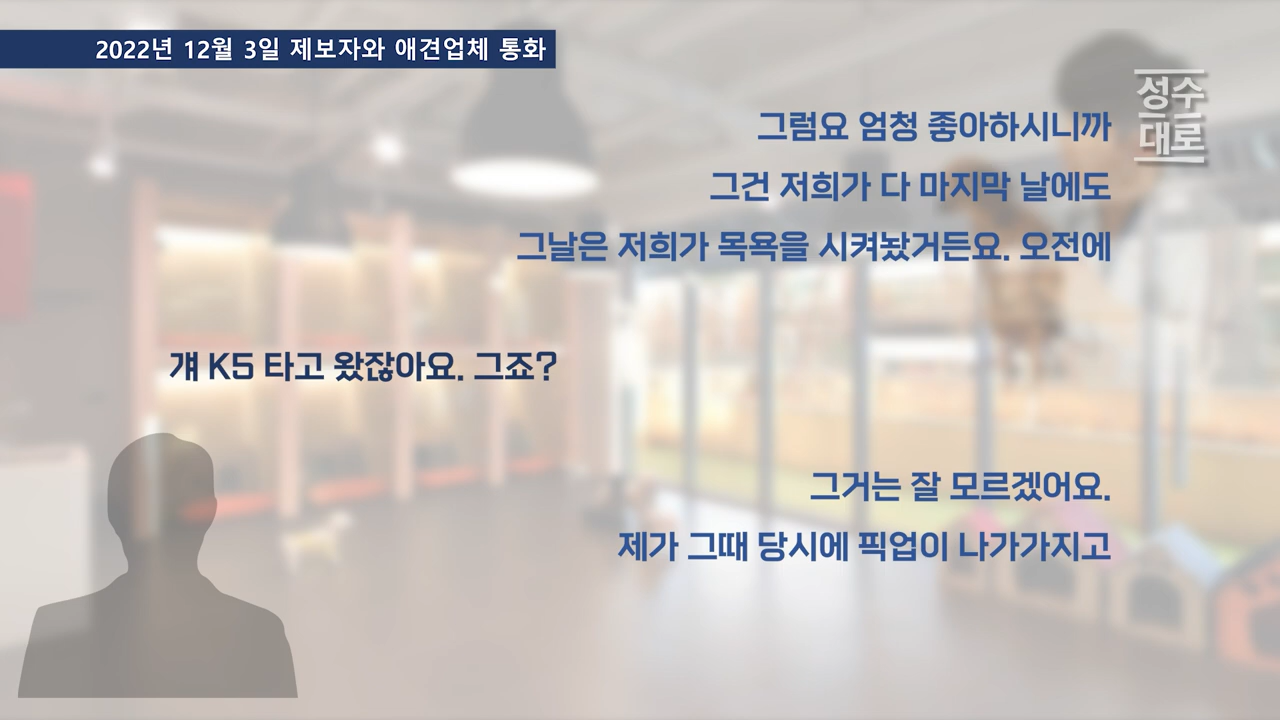 2022년 12월 3일 제보자와 애견업체 통화
성수
대로
그럼요 엄청 좋아하시니까
그건 저희가 다 마지막 날에도
그날은 저희가 목욕을 시켜놨거든요. 오전에
걔 K5 타고 왔잖아요. 그죠?
그거는 잘 모르겠어요.
제가 그때 당시에 픽업이 나가가지고